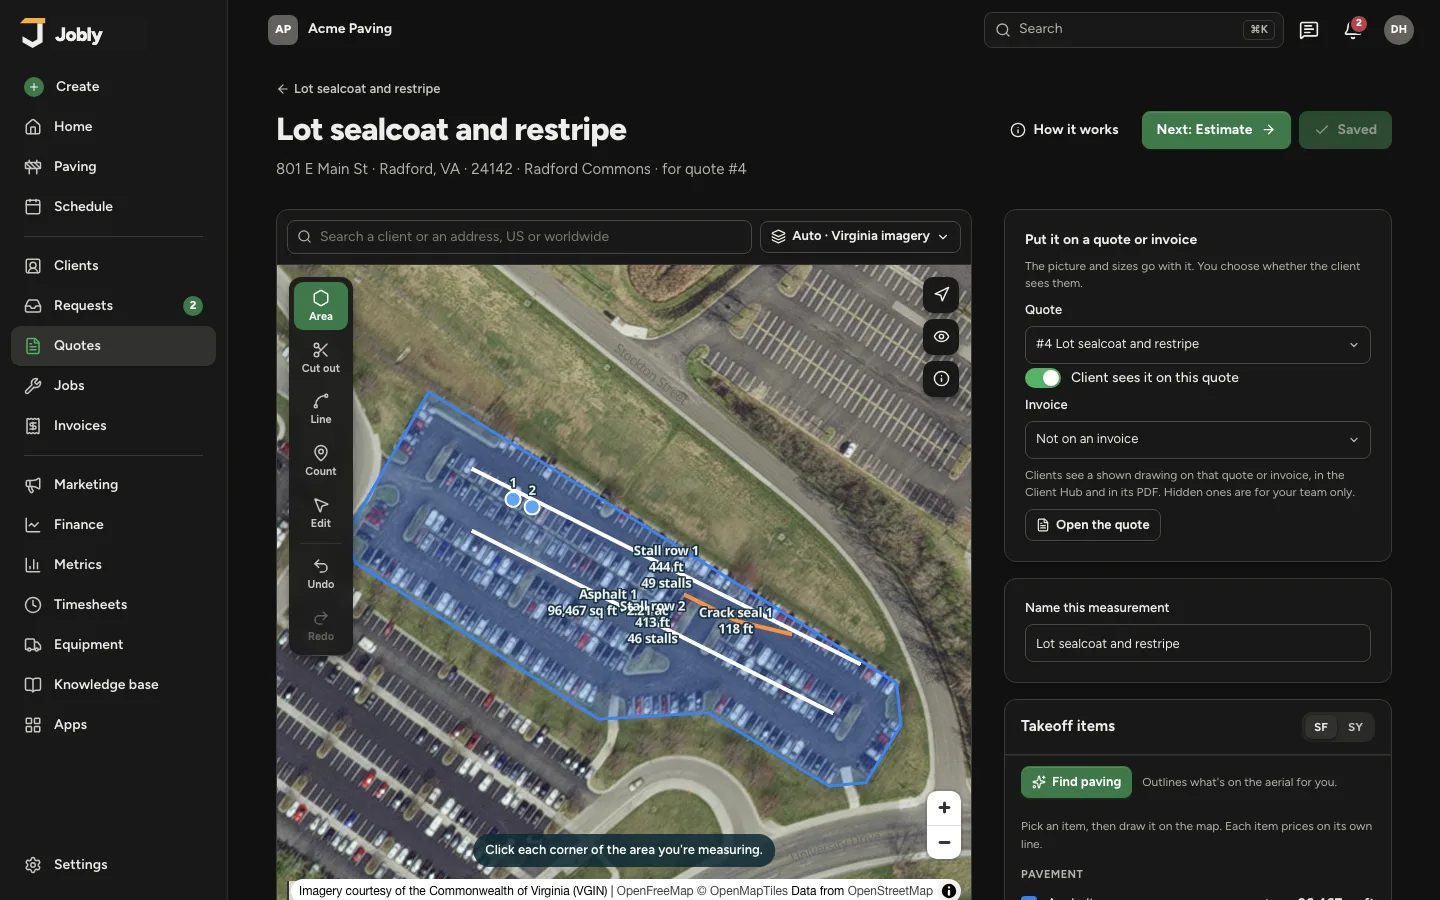 Jobly
AP Acme Paving
Search ⌘K
2
DH
Create
Home
Paving
Schedule
Clients
Requests 2
Quotes
Jobs
Invoices
Marketing
Finance
Metrics
Timesheets
Equipment
Knowledge base
Apps
Settings
← Lot sealcoat and restripe
Lot sealcoat and restripe
801 E Main St · Radford, VA · 24142 · Radford Commons · for quote #4
How it works
Next: Estimate →
Saved
Search a client or an address, US or worldwide
Auto · Virginia imagery
Area
Cut out
Line
Count
Edit
Undo
Redo
Stockton Street
1
2
Stall row 1
444 ft
49 stalls
Asphalt 1
96,467 sq ft · 2.21 ac
Stall row 2
413 ft
46 stalls
Crack seal 1
118 ft
University Drive
+
−
Click each corner of the area you're measuring.
Imagery courtesy of the Commonwealth of Virginia (VGIN) | OpenFreeMap © OpenMapTiles Data from OpenStreetMap
Put it on a quote or invoice
The picture and sizes go with it. You choose whether the client
sees them.
Quote
#4 Lot sealcoat and restripe
Client sees it on this quote
Invoice
Not on an invoice
Clients see a shown drawing on that quote or invoice, in the
Client Hub and in its PDF. Hidden ones are for your team only.
Open the quote
Name this measurement
Lot sealcoat and restripe
Takeoff items
SF SY
Find paving
Outlines what's on the aerial for you.
Pick an item, then draw it on the map. Each item prices on its own
line.
PAVEMENT